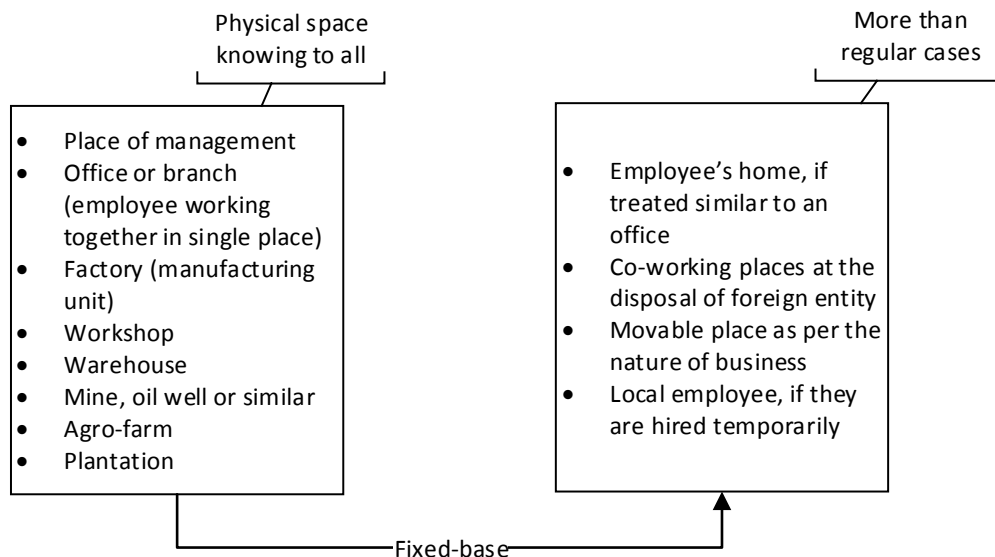 Physical space
knowing to all
More than
regular cases
• Place of management
• Office or branch
(employee working
together in single place)
• Factory (manufacturing
unit)
• Workshop
• Warehouse
• Mine, oil well or similar
• Agro-farm
• Plantation
• Employee’s home, if
treated similar to an
office
• Co-working places at the
disposal of foreign entity
• Movable place as per the
nature of business
• Local employee, if they
are hired temporarily
Fixed-base